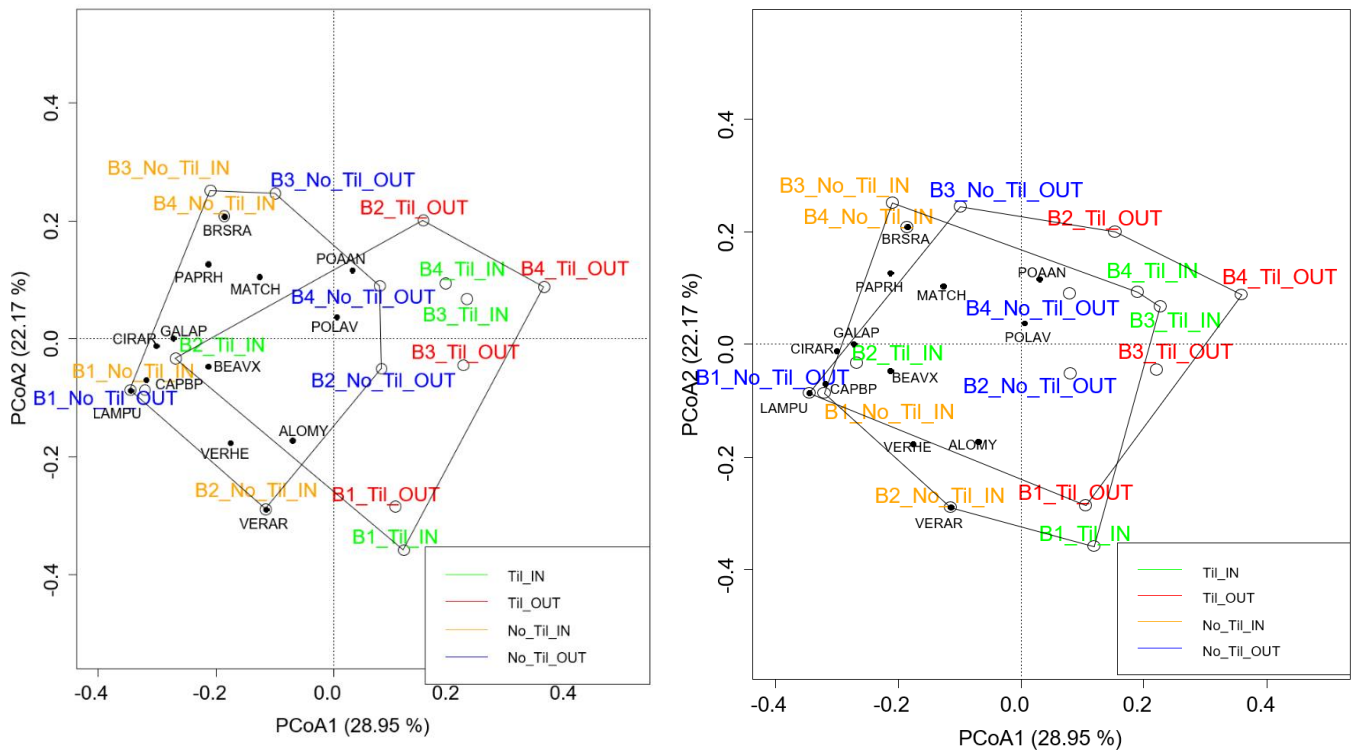 B3_No_Til_IN
B3_No_Til_OUT
B4_No_Til_IN
BRSRA
B2_Til_OUT
POAAN
PAPRH
MATCH
B4_Til_IN
B4_Til_OUT
B4_No_Til_OUT
B3_Til_IN
POLAV
GALAP
CIRAR
B2_Til_IN
B3_Til_OUT
BEAVX
B1_No_Til_IN
CAPBP
B2_No_Til_OUT
B1_No_Til_OUT
LAMPU
ALOMY
VERHE
B2_No_Til_IN
B1_Til_OUT
VERAR
B1_Til_IN
0.4
0.2
0.0
-0.2
-0.4
PCoA2 (22.17 %)
-0.4 -0.2 0.0 0.2 0.4
PCoA1 (28.95 %)
Til_IN
Til_OUT
No_Til_IN
No_Til_OUT
B3_No_Til_IN
B3_No_Til_OUT
B4_No_Til_IN
BRSRA
B2_Til_OUT
POAAN
PAPRH
MATCH
B4_Til_IN
B4_Til_OUT
B4_No_Til_OUT
B3_Til_IN
POLAV
GALAP
CIRAR
B2_Til_IN
B3_Til_OUT
BEAVX
B1_No_Til_OUT
CAPBP
B2_No_Til_OUT
LAMPU
B1_No_Til_IN
VERHE
ALOMY
B2_No_Til_IN
B1_Til_OUT
VERAR
B1_Til_IN
0.4
0.2
0.0
-0.2
-0.4
PCoA2 (22.17 %)
-0.4 -0.2 0.0 0.2 0.4
PCoA1 (28.95 %)
Til_IN
Til_OUT
No_Til_IN
No_Til_OUT